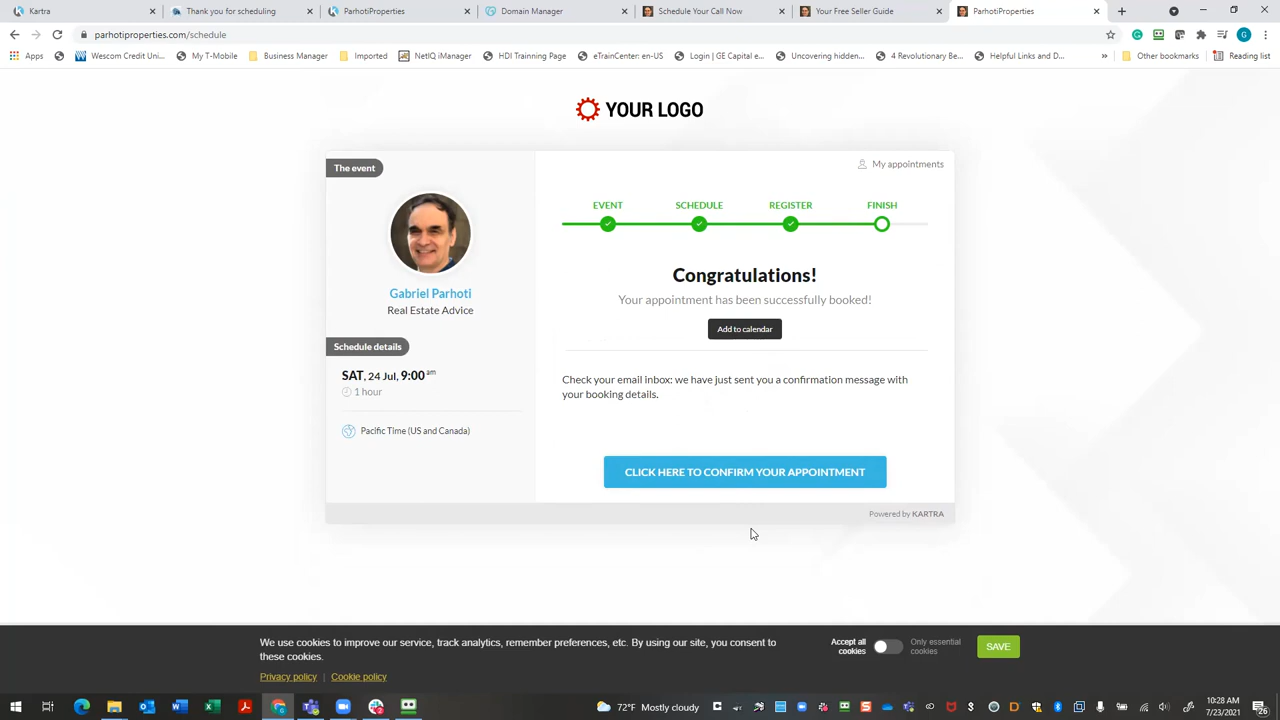 Kartra
Thank you for scheduling
ParhotiProperties
Domain Manager
Schedule Your Call Now
Your Free Seller Guide
ParhotiProperties
parhotiproperties.com/schedule
G
Apps
Wescom Credit Uni...
My T-Mobile
Business Manager
Imported
NetIQ iManager
HDI Training Page
eTrainCenter: en-US
Login | GE Capital e...
Uncovering hidden...
4 Revolutionary Be...
Helpful Links and D...
»
Other bookmarks
Reading list
YOUR LOGO
The event
My appointments
EVENT
SCHEDULE
REGISTER
FINISH
Congratulations!
Gabriel Parhoti
Your appointment has been successfully booked!
Real Estate Advice
Add to calendar
Schedule details
SAT, 24 Jul, 9:00 am
1 hour
Check your email inbox: we have just sent you a confirmation message with
your booking details.
Pacific Time (US and Canada)
CLICK HERE TO CONFIRM YOUR APPOINTMENT
Powered by KARTRA
We use cookies to improve our service, track analytics, remember preferences, etc. By using our site, you consent to
these cookies.
Accept all
cookies
Only essential
cookies
SAVE
Privacy policy | Cookie policy
72°F Mostly cloudy
10:28 AM
7/23/2021
26